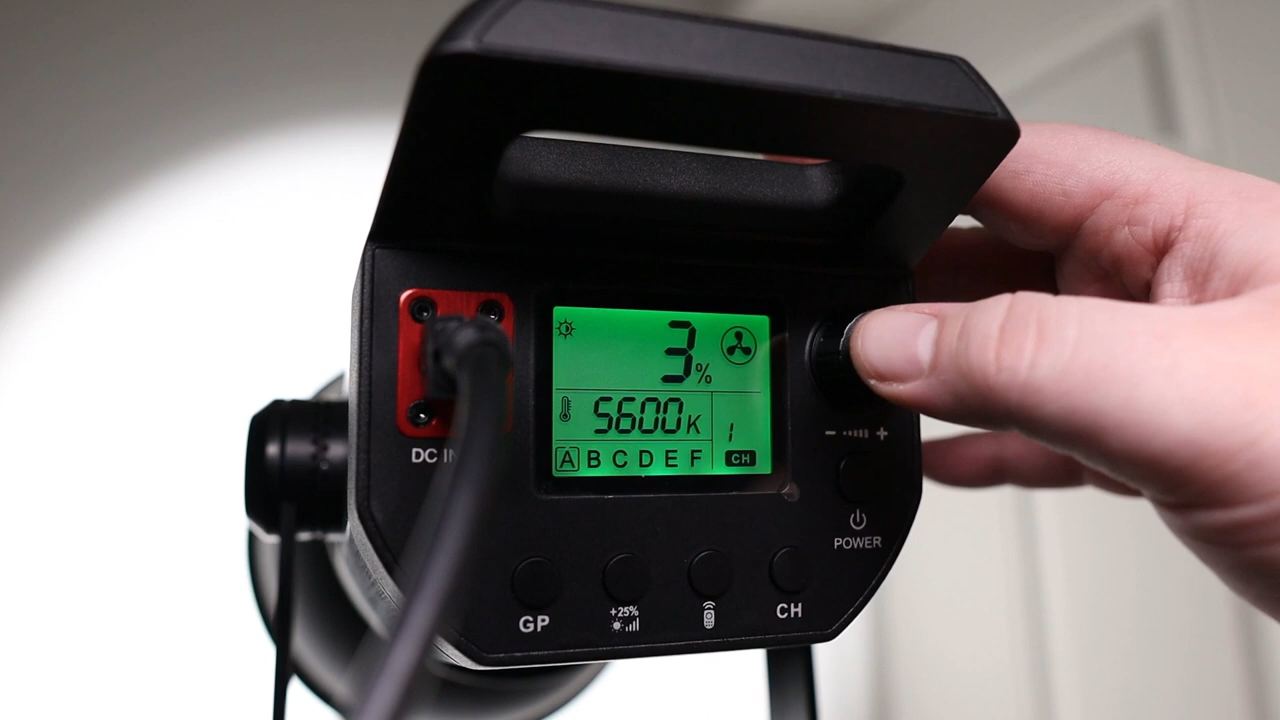 3%
5600K
1
A B C D E F
CH
DC IN
− +
POWER
GP
+25%
CH